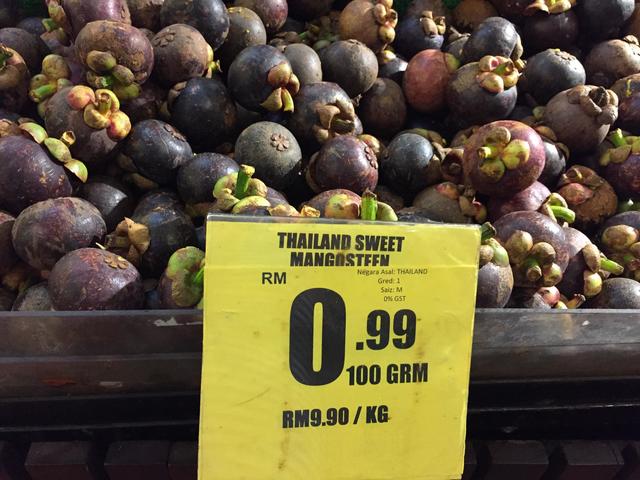 THAILAND SWEET
MANGOSTEEN
Negara Asal: THAILAND
Gred: 1
Saiz: M
0% GST
RM
0.99
100 GRM
RM9.90 / KG